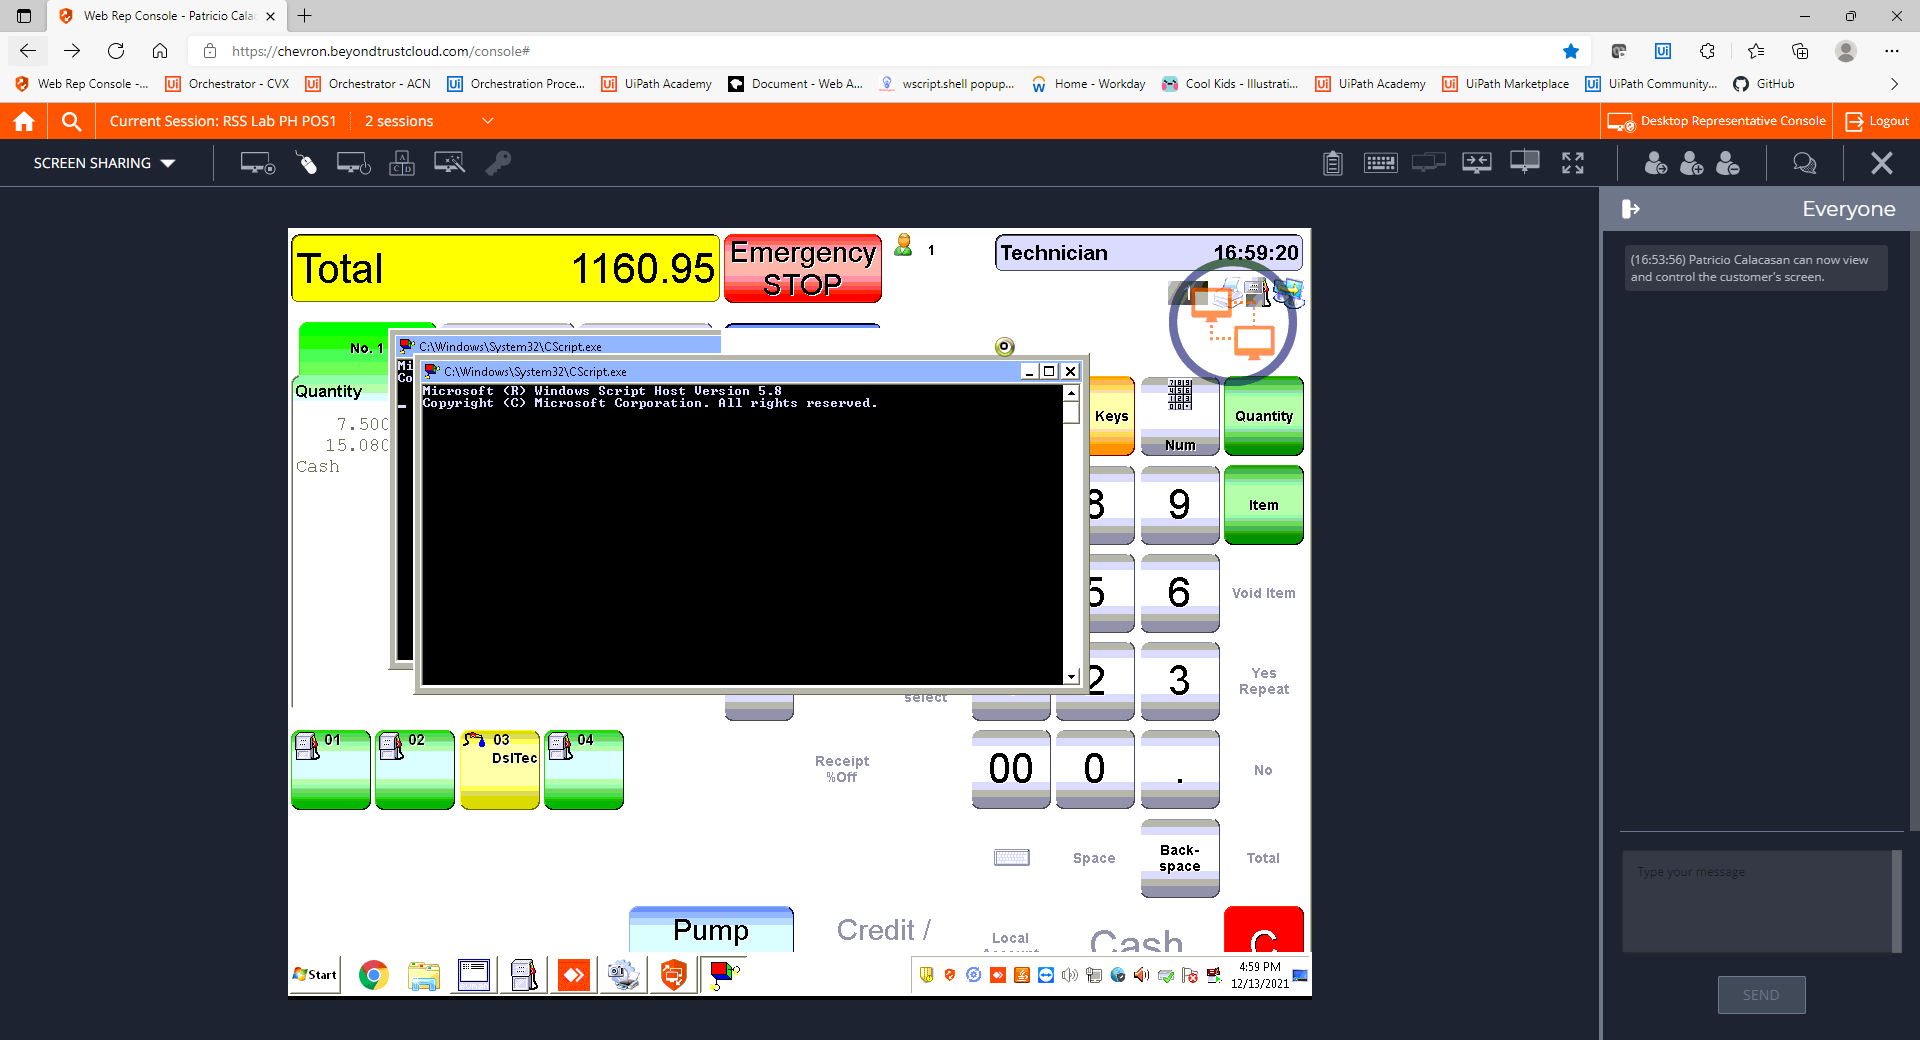 Web Rep Console - Patricio Cala
https://chevron.beyondtrustcloud.com/console#
Web Rep Console -...
Orchestrator - CVX
Orchestrator - ACN
Orchestration Proce...
UiPath Academy
Document - Web A...
wscript.shell popup...
Home - Workday
Cool Kids - Illustrati...
UiPath Academy
UiPath Marketplace
UiPath Community...
GitHub
Current Session: RSS Lab PH POS1
2 sessions
Desktop Representative Console
Logout
SCREEN SHARING
Everyone
(16:53:56) Patricio Calacasan can now view
and control the customer's screen.
Total 1160.95
Emergency
STOP
1
Technician 16:59:20
No. 1
C:\Windows\System32\CScript.exe
Mi
Co
C:\Windows\System32\CScript.exe
Microsoft (R) Windows Script Host Version 5.8
Copyright (C) Microsoft Corporation. All rights reserved.
Quantity
7.500
15.080
Cash
Keys
Num
Quantity
8
9
Item
5
6
Void Item
2
3
Yes
Repeat
select
01
02
03
DslTec
04
Receipt
%Off
00
0
.
No
Space
Back-
space
Total
Pump
Credit /
Local
Cash
C
Start
4:59 PM
12/13/2021
Type your message
SEND